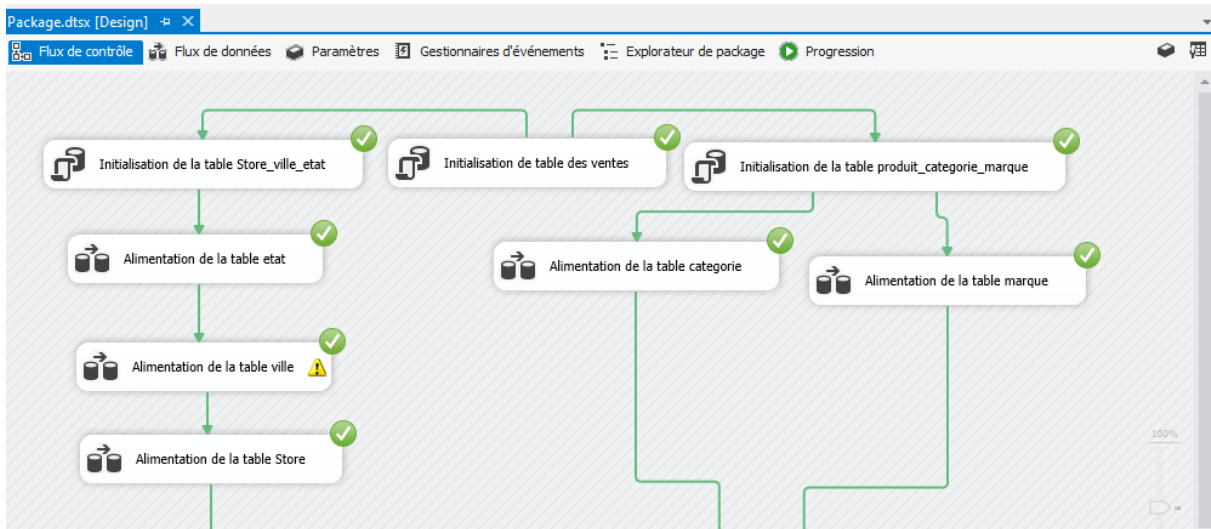 Package.dtsx [Design]
Flux de contrôle
Flux de données
Paramètres
Gestionnaires d'événements
Explorateur de package
Progression
Initialisation de la table Store_ville_etat
Initialisation de table des ventes
Initialisation de la table produit_categorie_marque
Alimentation de la table etat
Alimentation de la table categorie
Alimentation de la table marque
Alimentation de la table ville
Alimentation de la table Store
100%